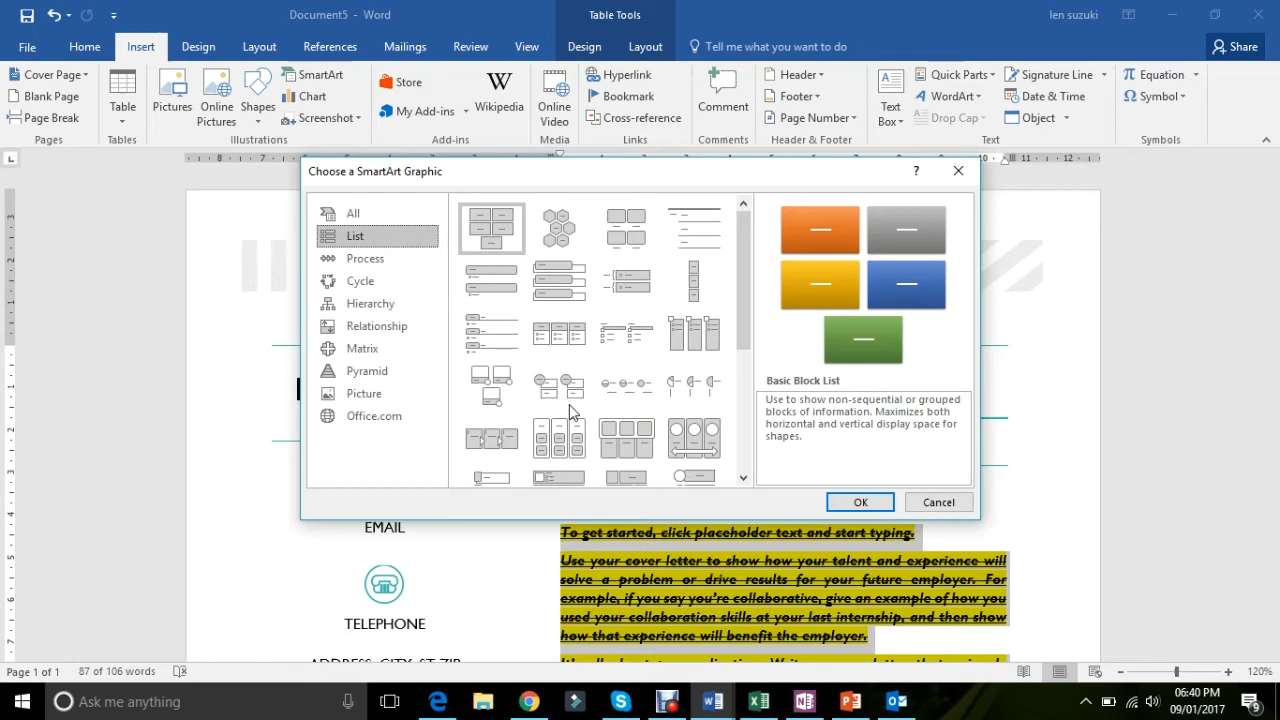 Document5 - Word
Table Tools
len suzuki
File
Home
Insert
Design
Layout
References
Mailings
Review
View
Design
Layout
Tell me what you want to do
Share
Cover Page
Blank Page
Page Break
Pages
Table
Tables
Pictures
Online
Pictures
Shapes
SmartArt
Chart
Screenshot
Illustrations
Store
My Add-ins
Wikipedia
Add-ins
Online
Video
Media
Hyperlink
Bookmark
Cross-reference
Links
Comment
Comments
Header
Footer
Page Number
Header & Footer
Text
Box
Quick Parts
WordArt
Drop Cap
Signature Line
Date & Time
Object
Text
Equation
Symbol
Symbols
Choose a SmartArt Graphic
All
List
Process
Cycle
Hierarchy
Relationship
Matrix
Pyramid
Picture
Office.com
Basic Block List
Use to show non-sequential or grouped
blocks of information. Maximizes both
horizontal and vertical display space for
shapes.
OK
Cancel
EMAIL
TELEPHONE
To get started, click placeholder text and start typing.
Use your cover letter to show how your talent and experience will
solve a problem or drive results for your future employer. For
example, if you say you're collaborative, give an example of how you
used your collaboration skills at your last internship, and then show
how that experience will benefit the employer.
Page 1 of 1
87 of 106 words
120%
Ask me anything
06:40 PM
09/01/2017